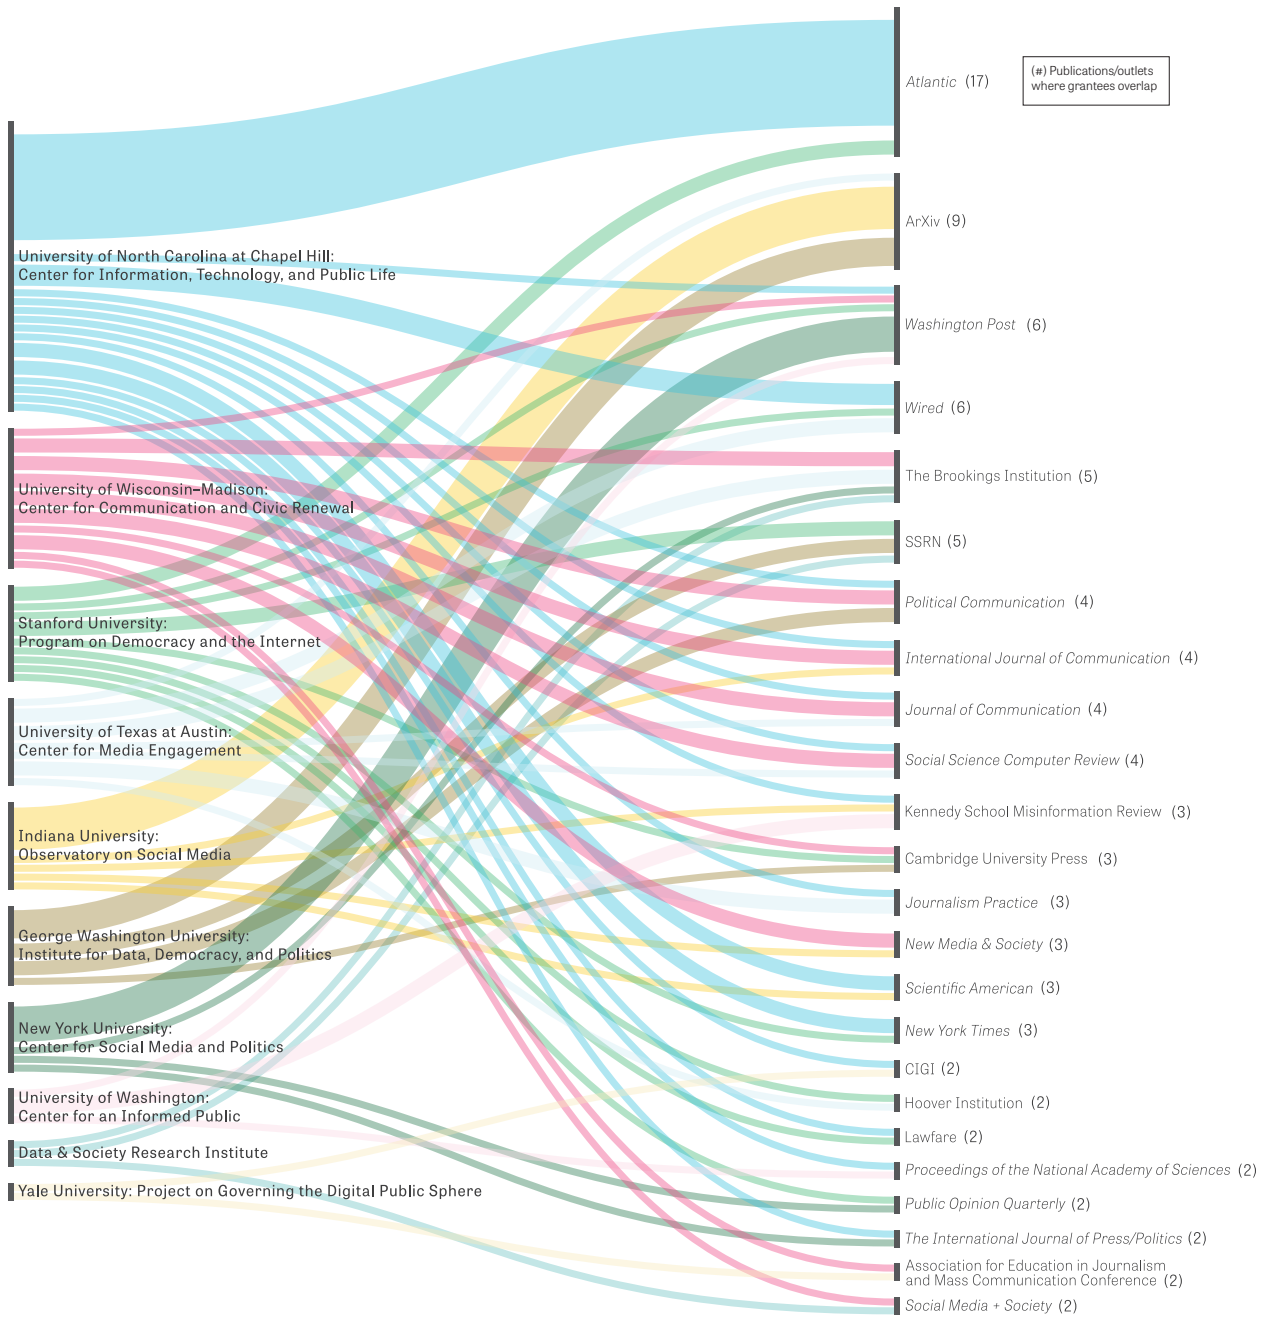 (#) Publications/outlets
where grantees overlap
University of North Carolina at Chapel Hill:
Center for Information, Technology, and Public Life
University of Wisconsin–Madison:
Center for Communication and Civic Renewal
Stanford University:
Program on Democracy and the Internet
University of Texas at Austin:
Center for Media Engagement
Indiana University:
Observatory on Social Media
George Washington University:
Institute for Data, Democracy, and Politics
New York University:
Center for Social Media and Politics
University of Washington:
Center for an Informed Public
Data & Society Research Institute
Yale University: Project on Governing the Digital Public Sphere
Atlantic (17)
ArXiv (9)
Washington Post (6)
Wired (6)
The Brookings Institution (5)
SSRN (5)
Political Communication (4)
International Journal of Communication (4)
Journal of Communication (4)
Social Science Computer Review (4)
Kennedy School Misinformation Review (3)
Cambridge University Press (3)
Journalism Practice (3)
New Media & Society (3)
Scientific American (3)
New York Times (3)
CIGI (2)
Hoover Institution (2)
Lawfare (2)
Proceedings of the National Academy of Sciences (2)
Public Opinion Quarterly (2)
The International Journal of Press/Politics (2)
Association for Education in Journalism
and Mass Communication Conference (2)
Social Media + Society (2)